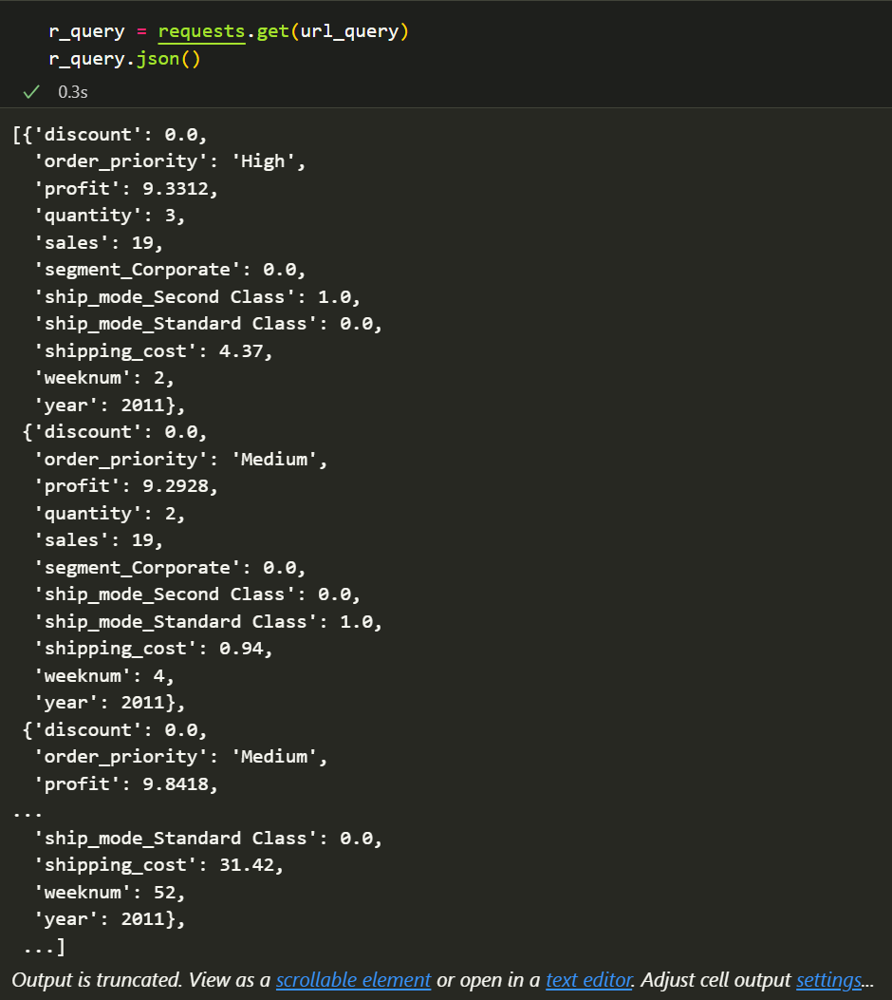 r_query = requests.get(url_query)
r_query.json()
0.3s
[{'discount': 0.0,
'order_priority': 'High',
'profit': 9.3312,
'quantity': 3,
'sales': 19,
'segment_Corporate': 0.0,
'ship_mode_Second Class': 1.0,
'ship_mode_Standard Class': 0.0,
'shipping_cost': 4.37,
'weeknum': 2,
'year': 2011},
{'discount': 0.0,
'order_priority': 'Medium',
'profit': 9.2928,
'quantity': 2,
'sales': 19,
'segment_Corporate': 0.0,
'ship_mode_Second Class': 0.0,
'ship_mode_Standard Class': 1.0,
'shipping_cost': 0.94,
'weeknum': 4,
'year': 2011},
{'discount': 0.0,
'order_priority': 'Medium',
'profit': 9.8418,
...
'ship_mode_Standard Class': 0.0,
'shipping_cost': 31.42,
'weeknum': 52,
'year': 2011},
...]
Output is truncated. View as a scrollable element or open in a text editor. Adjust cell output settings...